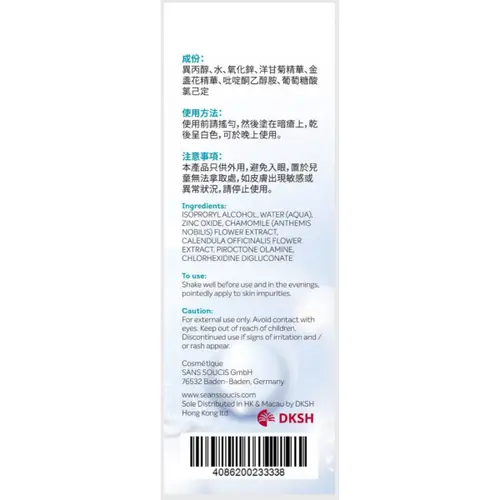 成份：
異丙醇、水、氧化鋅、洋甘菊精華、金
盞花精華、吡啶酮乙醇胺、葡萄糖酸
氯己定
使用方法：
使用前請搖勻，然後塗在暗瘡上，乾
後呈白色，可於晚上使用。
注意事項：
本產品只供外用，避免入眼，置於兒
童無法拿取處，如皮膚出現敏感或
異常狀況，請停止使用。
Ingredients:
ISOPRORYL ALCOHOL, WATER (AQUA),
ZINC OXIDE, CHAMOMILE (ANTHEMIS
NOBILIS) FLOWER EXTRACT,
CALENDULA OFFICINALIS FLOWER
EXTRACT, PIROCTONE OLAMINE,
CHLORHEXIDINE DIGLUCONATE
To use:
Shake well before use and in the evenings,
pointedly apply to skin impurities.
Caution:
For external use only. Avoid contact with
eyes. Keep out of reach of children.
Discontinued use if signs of irritation and /
or rash appear.
Cosmétique
SANS SOUCIS GmbH
76532 Baden-Baden, Germany
www.seanssoucis.com
Sole Distributed in HK & Macau by DKSH
Hong Kong ltd.
DKSH
4086200233338